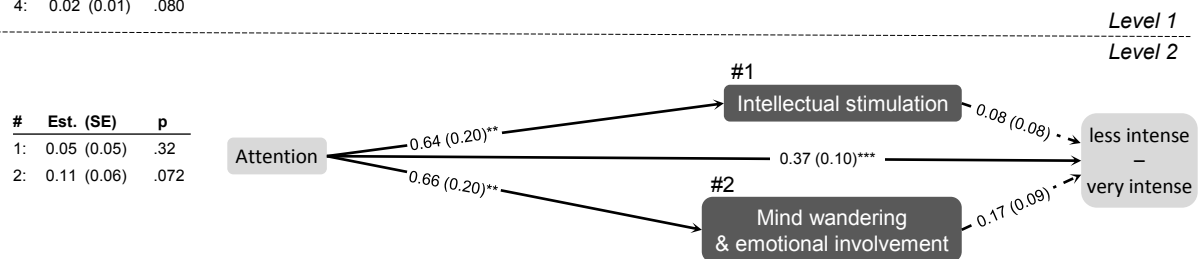 4: 0.02 (0.01) .080
Level 1
Level 2
# Est. (SE) p
1: 0.05 (0.05) .32
2: 0.11 (0.06) .072
Attention
0.64 (0.20)**
0.66 (0.20)**
#1
Intellectual stimulation
0.37 (0.10)***
#2
Mind wandering
& emotional involvement
0.08 (0.08)
0.17 (0.09)
less intense
–
very intense